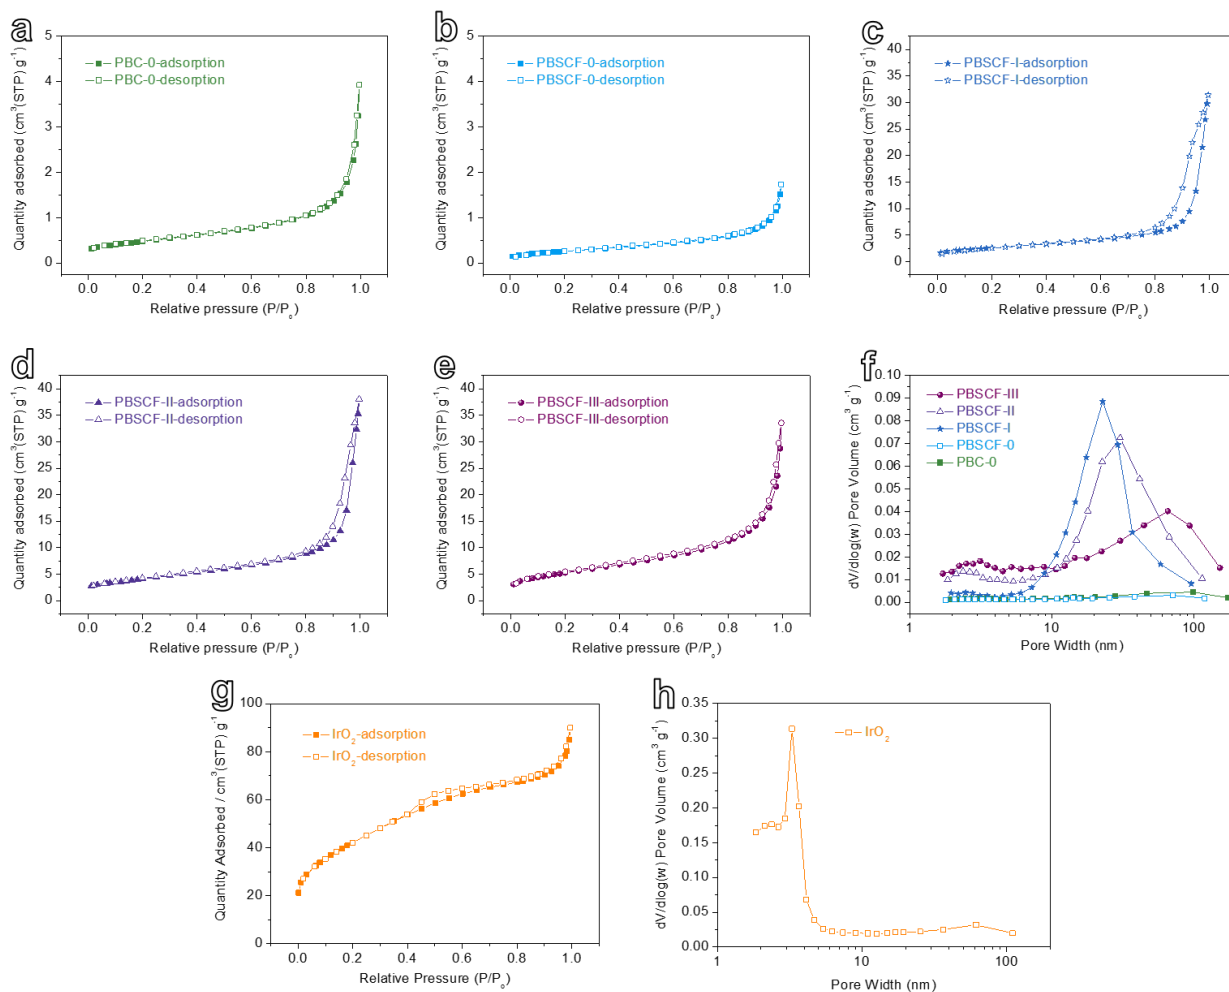 a
PBC-0-adsorption
PBC-0-desorption
Quantity adsorbed (cm³(STP) g⁻¹)
5
4
3
2
1
0
0.0 0.2 0.4 0.6 0.8 1.0
Relative pressure (P/P₀)
b
PBSCF-0-adsorption
PBSCF-0-desorption
Quantity adsorbed (cm³(STP) g⁻¹)
5
4
3
2
1
0
0.0 0.2 0.4 0.6 0.8 1.0
Relative pressure (P/P₀)
c
PBSCF-I-adsorption
PBSCF-I-desorption
Quantity adsorbed (cm³(STP) g⁻¹)
40
35
30
25
20
15
10
5
0
0.0 0.2 0.4 0.6 0.8 1.0
Relative pressure (P/P₀)
d
PBSCF-II-adsorption
PBSCF-II-desorption
Quantity adsorbed (cm³(STP) g⁻¹)
40
35
30
25
20
15
10
5
0
0.0 0.2 0.4 0.6 0.8 1.0
Relative pressure (P/P₀)
e
PBSCF-III-adsorption
PBSCF-III-desorption
Quantity adsorbed (cm³(STP) g⁻¹)
40
35
30
25
20
15
10
5
0
0.0 0.2 0.4 0.6 0.8 1.0
Relative pressure (P/P₀)
f
PBSCF-III
PBSCF-II
PBSCF-I
PBSCF-0
PBC-0
dV/dlog(w) Pore Volume (cm³ g⁻¹)
0.10
0.09
0.08
0.07
0.06
0.05
0.04
0.03
0.02
0.01
0.00
1 10 100
Pore Width (nm)
g
IrO₂-adsorption
IrO₂-desorption
Quantity Adsorbed / cm³(STP) g⁻¹
100
80
60
40
20
0
0.0 0.2 0.4 0.6 0.8 1.0
Relative Pressure (P/P₀)
h
IrO₂
dV/dlog(w) Pore Volume (cm³ g⁻¹)
0.35
0.30
0.25
0.20
0.15
0.10
0.05
0.00
1 10 100
Pore Width (nm)